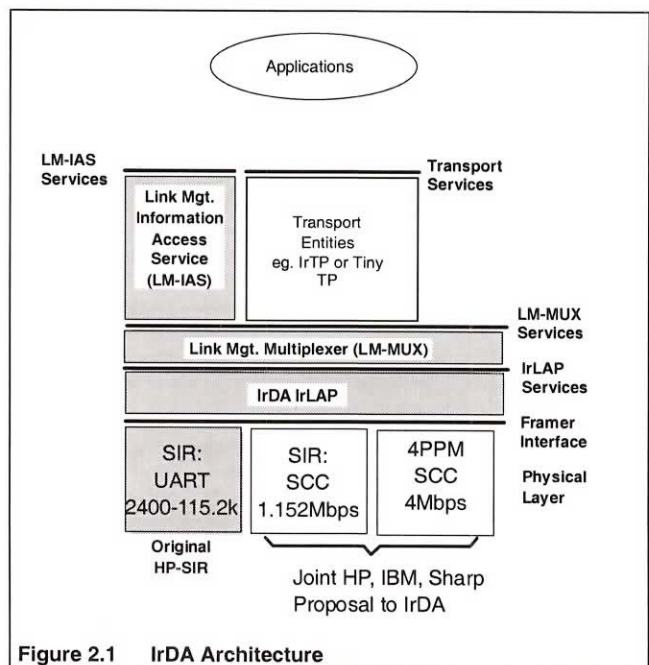 Applications
LM-IAS
Services
Transport
Services
Link Mgt.
Information
Access
Service
(LM-IAS)
Transport
Entities
eg. IrTP or Tiny
TP
LM-MUX
Services
Link Mgt. Multiplexer (LM-MUX)
IrLAP
Services
IrDA IrLAP
Framer
Interface
SIR:
UART
2400-115.2k
SIR:
SCC
1.152Mbps
4PPM
SCC
4Mbps
Physical
Layer
Original
HP-SIR
Joint HP, IBM, Sharp
Proposal to IrDA
Figure 2.1 IrDA Architecture